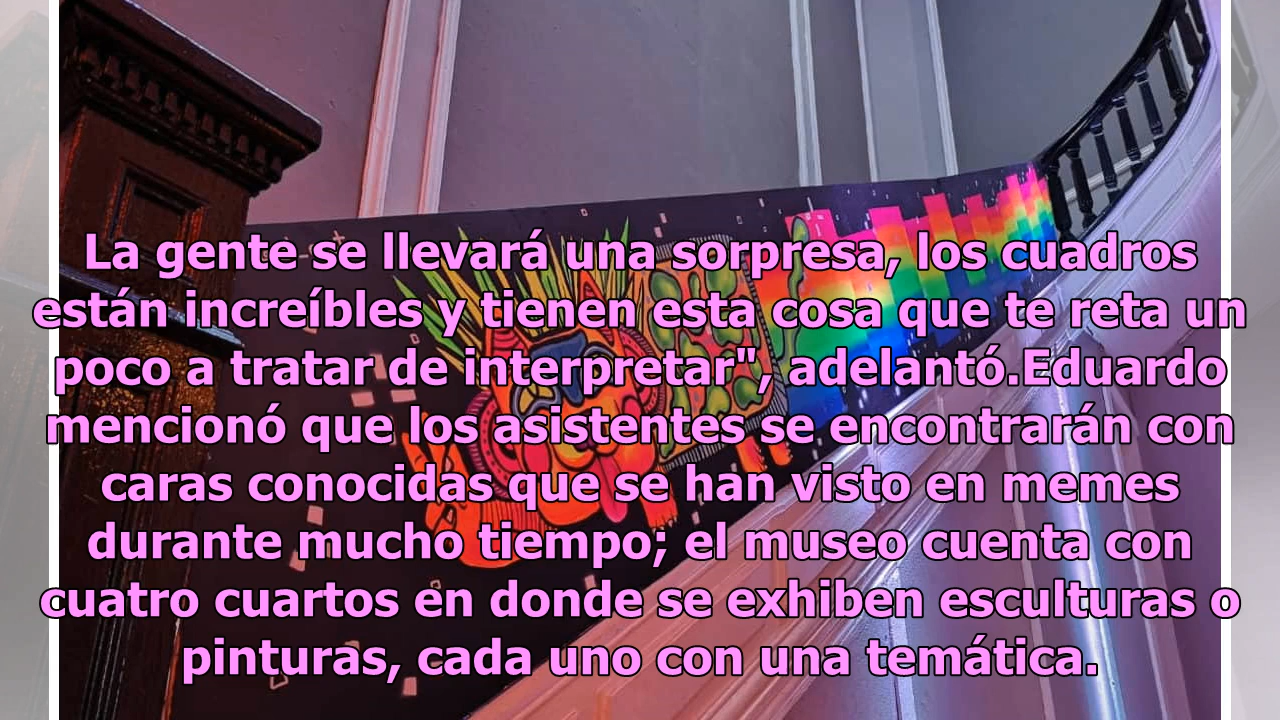 La gente se llevará una sorpresa, los cuadros
están increíbles y tienen esta cosa que te reta un
poco a tratar de interpretar", adelantó.Eduardo
mencionó que los asistentes se encontrarán con
caras conocidas que se han visto en memes
durante mucho tiempo; el museo cuenta con
cuatro cuartos en donde se exhiben esculturas o
pinturas, cada uno con una temática.